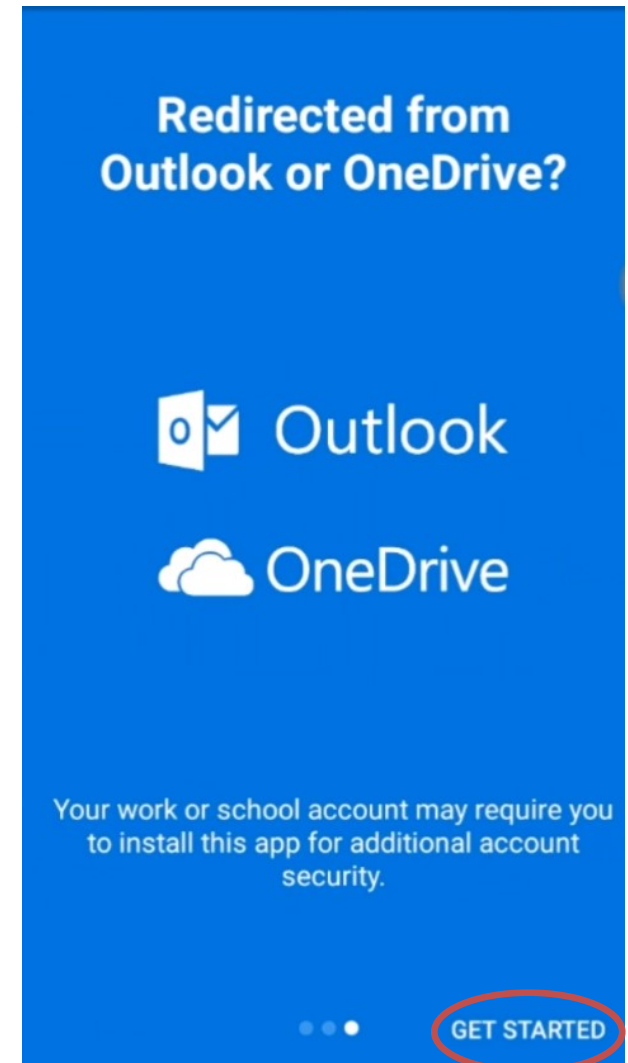 Redirected from
Outlook or OneDrive?
Outlook
OneDrive
Your work or school account may require you
to install this app for additional account
security.
GET STARTED